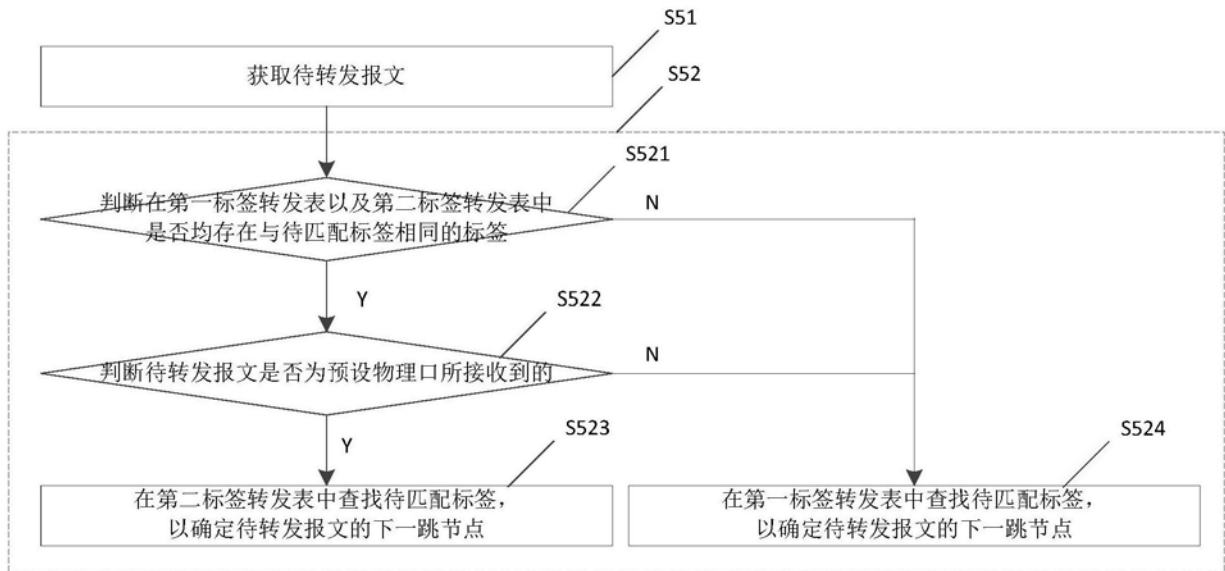 S51
获取待转发报文
S52
S521
判断在第一标签转发表以及第二标签转发表中
是否均存在与待匹配标签相同的标签
N
Y
S522
判断待转发报文是否为预设物理口所接收到的
N
Y
S523
在第二标签转发表中查找待匹配标签，
以确定待转发报文的下一跳节点
S524
在第一标签转发表中查找待匹配标签，
以确定待转发报文的下一跳节点